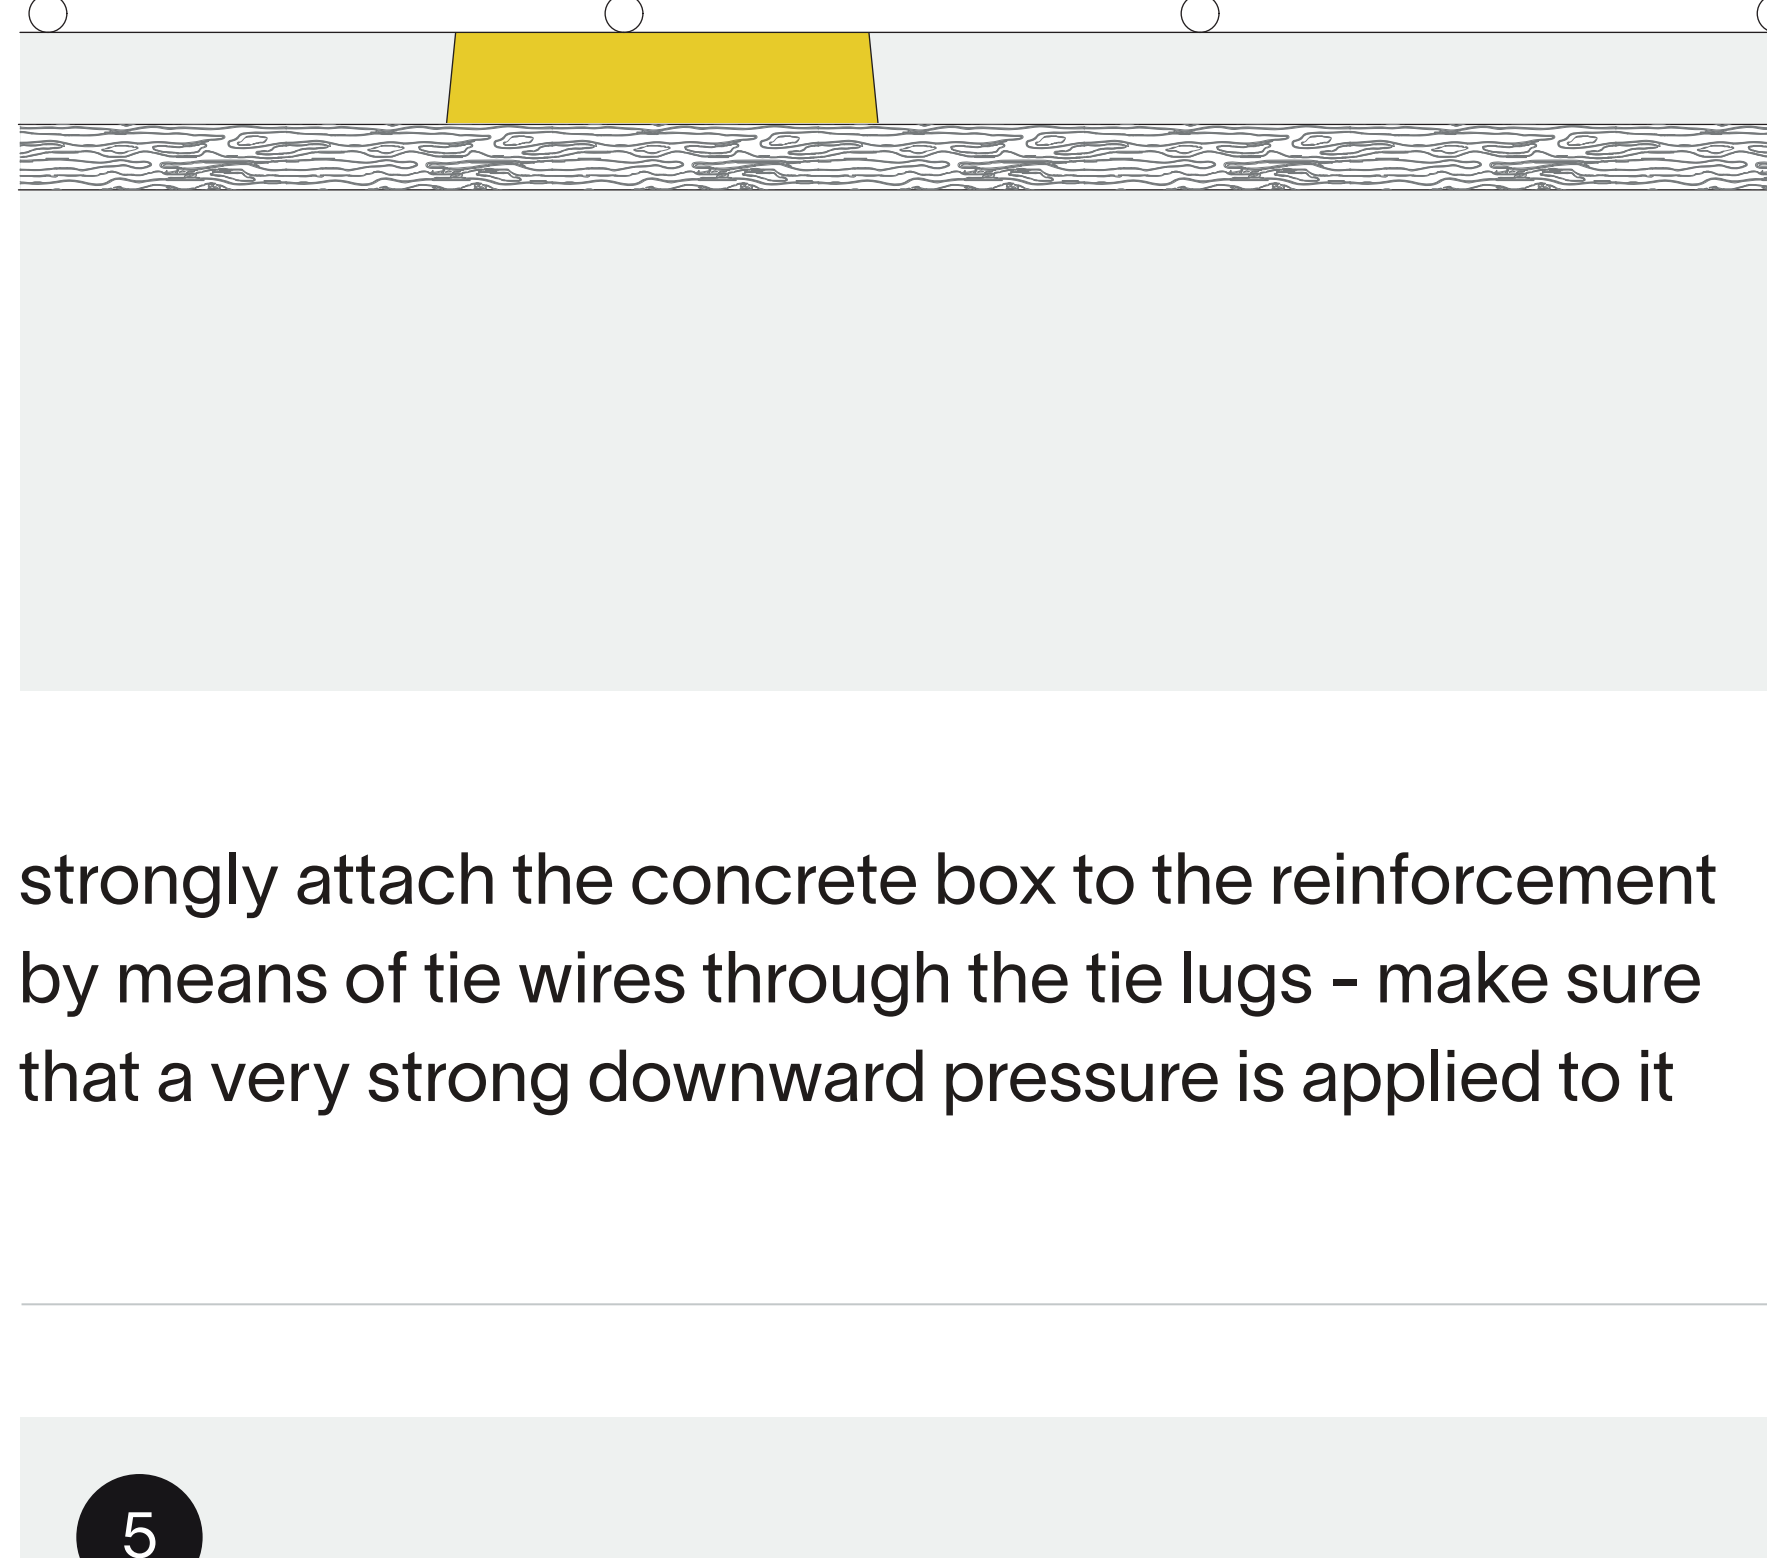 strongly attach the concrete box to the reinforcement
by means of tie wires through the tie lugs - make sure
that a very strong downward pressure is applied to it
5